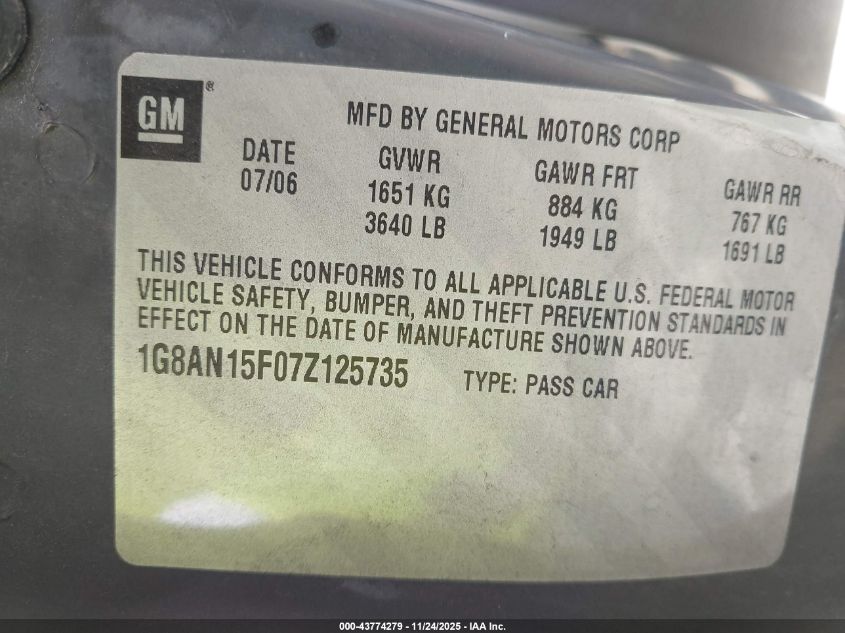 GM®
MFD BY GENERAL MOTORS CORP
DATE GVWR GAWR FRT GAWR RR
07/06 1651 KG 884 KG 767 KG
3640 LB 1949 LB 1691 LB
THIS VEHICLE CONFORMS TO ALL APPLICABLE U.S. FEDERAL MOTOR
VEHICLE SAFETY, BUMPER, AND THEFT PREVENTION STANDARDS IN
EFFECT ON THE DATE OF MANUFACTURE SHOWN ABOVE.
1G8AN15F07Z125735 TYPE: PASS CAR
000-43774279 - 11/24/2025 - IAA Inc.